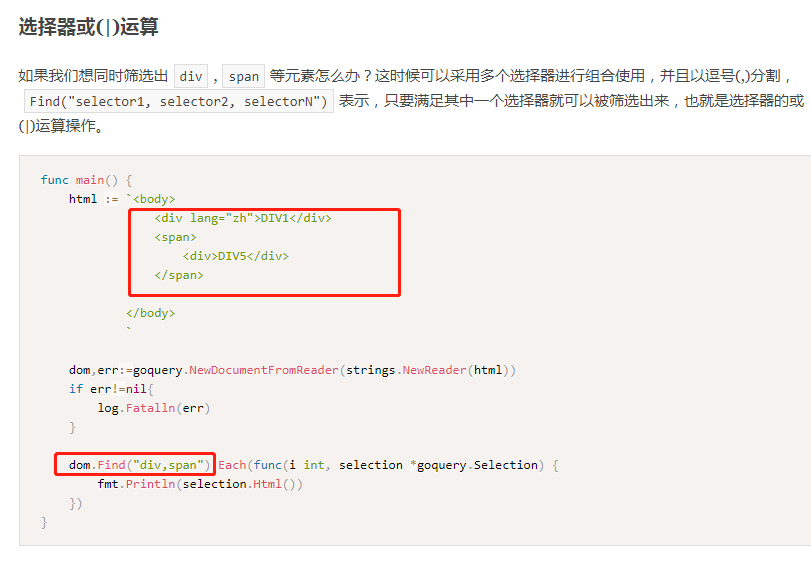 选择器或(|)运算
如果我们想同时筛选出 div , span 等元素怎么办？这时候可以采用多个选择器进行组合使用，并且以逗号(,)分割，
Find("selector1, selector2, selectorN") 表示，只要满足其中一个选择器就可以被筛选出来，也就是选择器的或
(|)运算操作。
func main() {
html := `<body>
<div lang="zh">DIV1</div>
<span>
<div>DIV5</div>
</span>
</body>
`
dom,err:=goquery.NewDocumentFromReader(strings.NewReader(html))
if err!=nil{
log.Fatalln(err)
}
dom.Find("div,span").Each(func(i int, selection *goquery.Selection) {
fmt.Println(selection.Html())
})
}